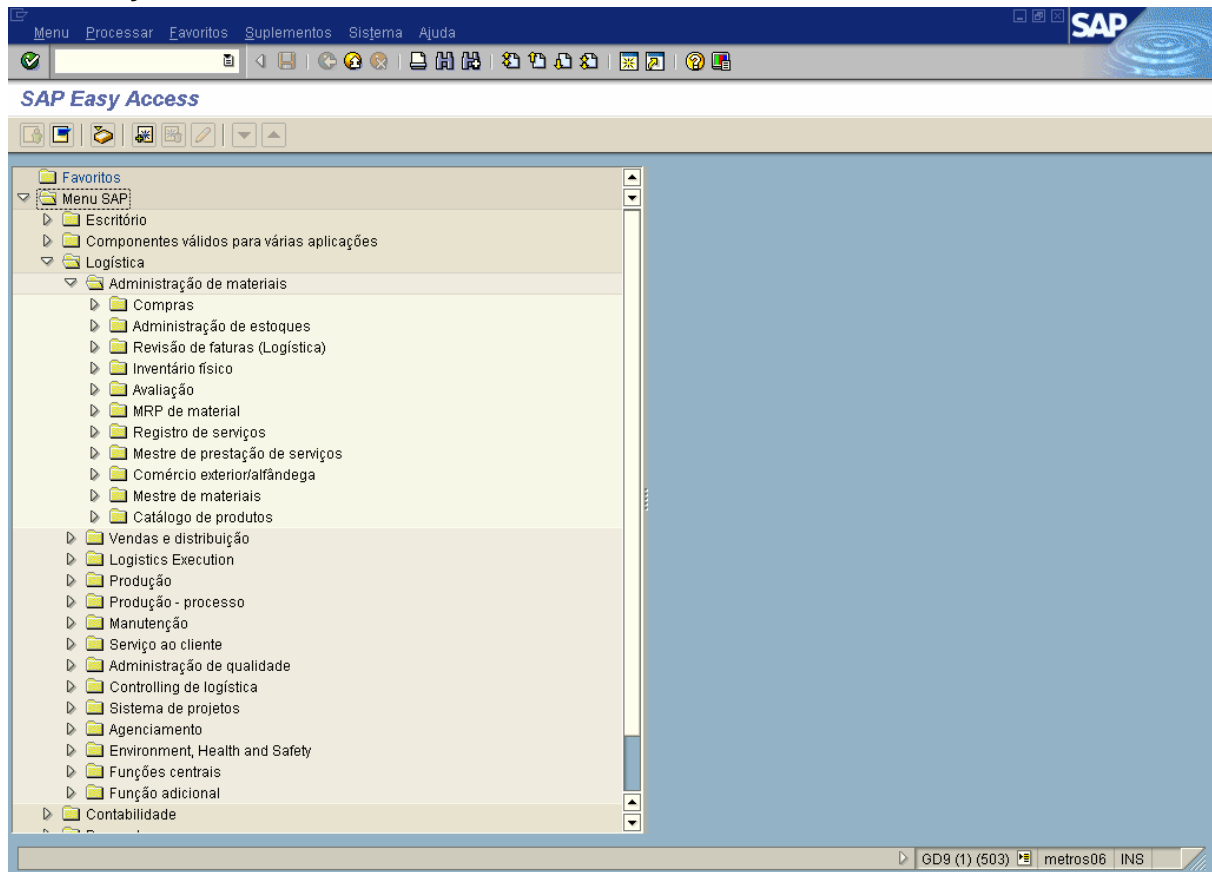 Menu Processar Favoritos Suplementos Sistema Ajuda
SAP
SAP Easy Access
Favoritos
Menu SAP
Escritório
Componentes válidos para várias aplicações
Logística
Administração de materiais
Compras
Administração de estoques
Revisão de faturas (Logística)
Inventário físico
Avaliação
MRP de material
Registro de serviços
Mestre de prestação de serviços
Comércio exterior/alfândega
Mestre de materiais
Catálogo de produtos
Vendas e distribuição
Logistics Execution
Produção
Produção - processo
Manutenção
Serviço ao cliente
Administração de qualidade
Controlling de logística
Sistema de projetos
Agenciamento
Environment, Health and Safety
Funções centrais
Função adicional
Contabilidade
GD9 (1) (503) metros06 INS